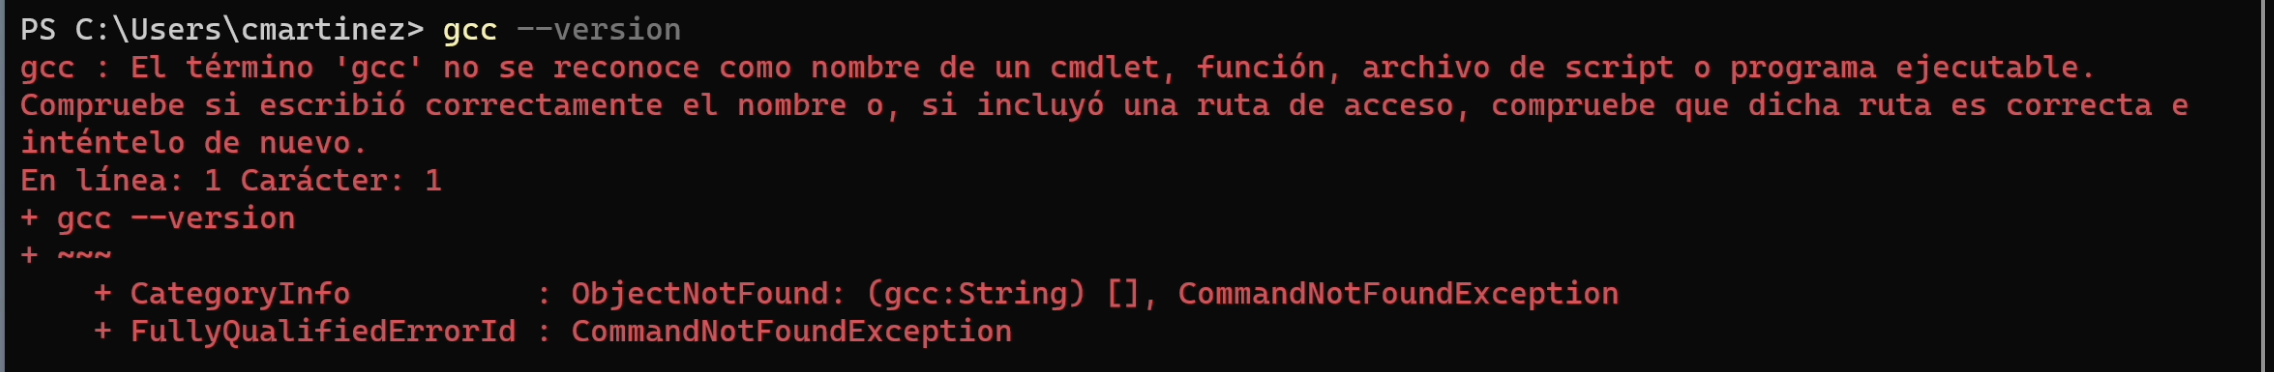 PS C:\Users\cmartinez> gcc --version
gcc : El término 'gcc' no se reconoce como nombre de un cmdlet, función, archivo de script o programa ejecutable.
Compruebe si escribió correctamente el nombre o, si incluyó una ruta de acceso, compruebe que dicha ruta es correcta e
inténtelo de nuevo.
En línea: 1 Carácter: 1
+ gcc --version
+ ~~~
    + CategoryInfo          : ObjectNotFound: (gcc:String) [], CommandNotFoundException
    + FullyQualifiedErrorId : CommandNotFoundException